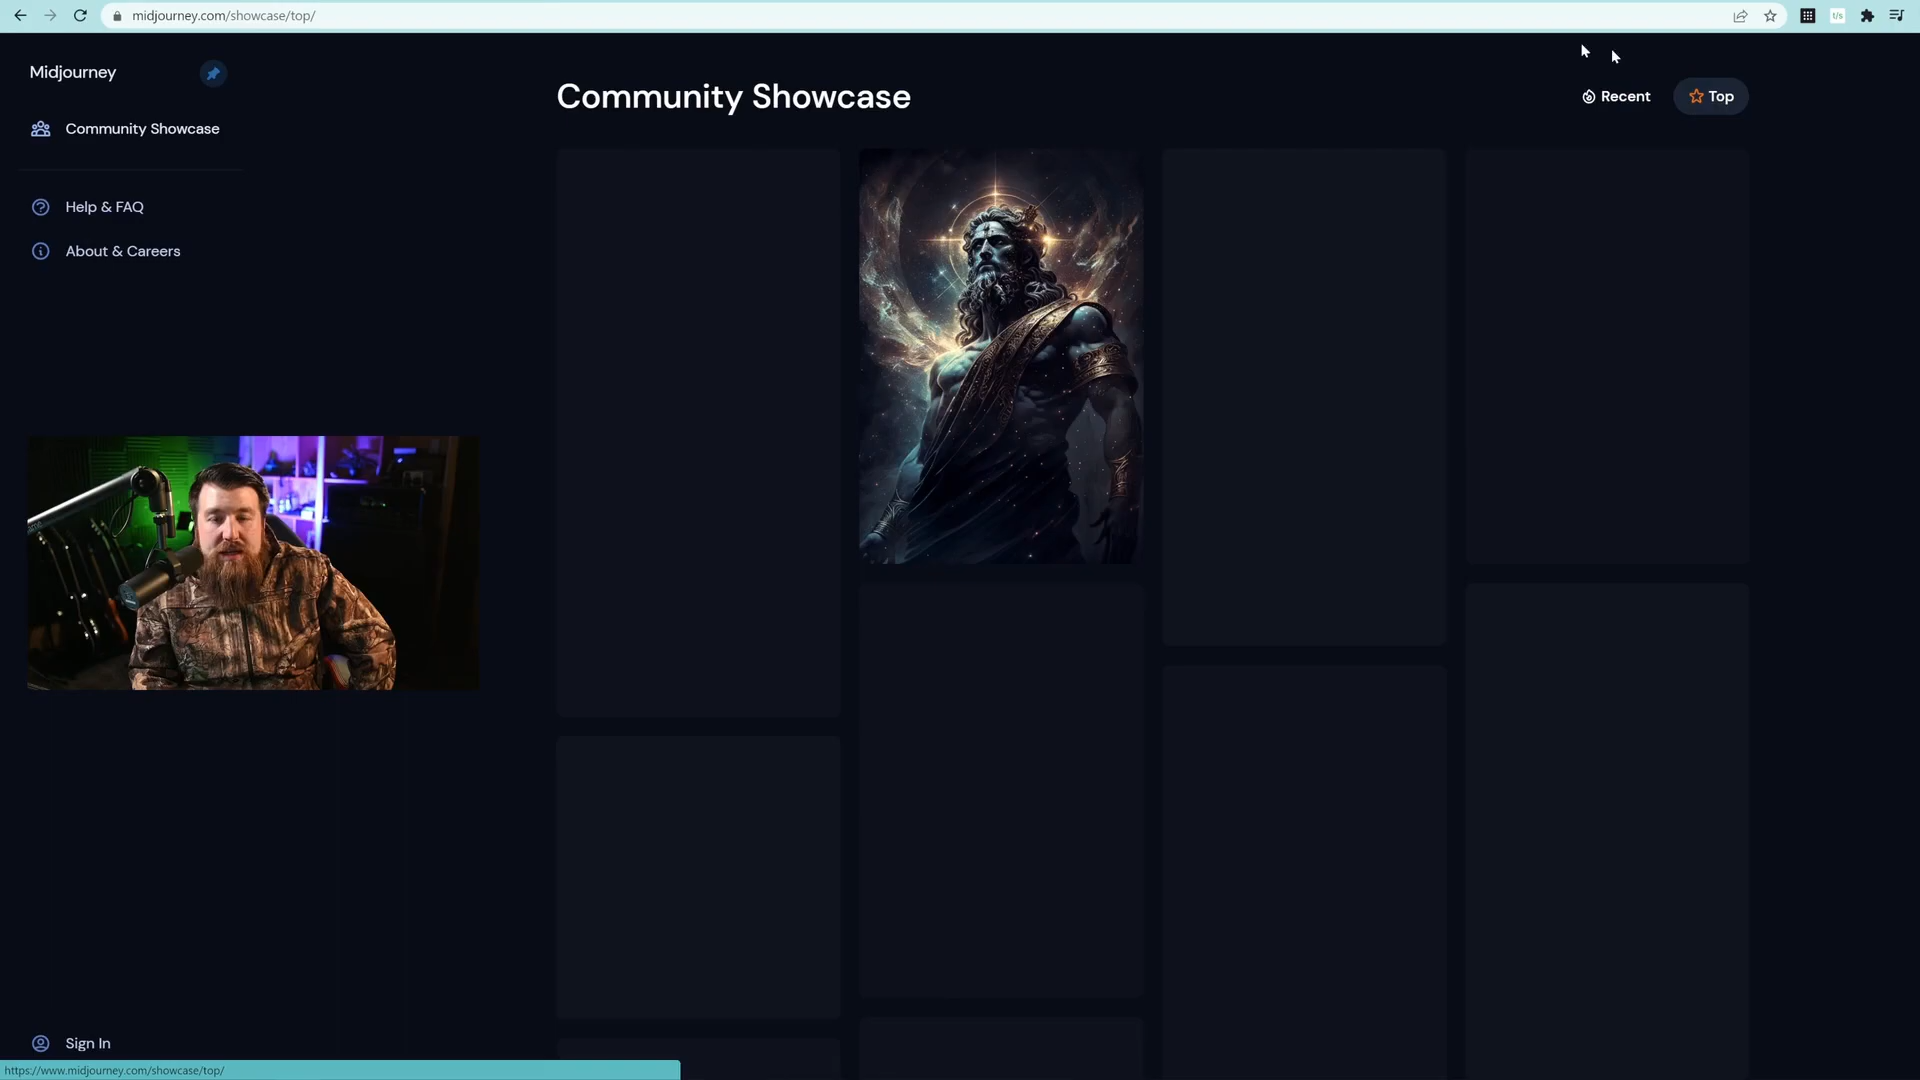 midjourney.com/showcase/top/
t/s
Midjourney
Community Showcase
Help & FAQ
About & Careers
Community Showcase
Recent
Top
Sign In
https://www.midjourney.com/showcase/top/